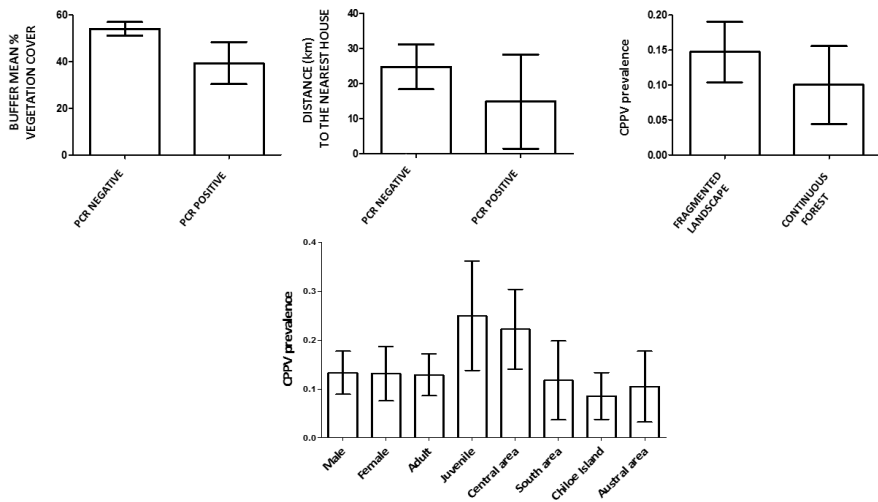 BUFFER MEAN %
VEGETATION COVER
60
40
20
0
PCR NEGATIVE
PCR POSITIVE
DISTANCE (km)
TO THE NEAREST HOUSE
40
30
20
10
0
PCR NEGATIVE
PCR POSITIVE
CPPV prevalence
0.20
0.15
0.10
0.05
0.00
FRAGMENTED
LANDSCAPE
CONTINUOUS
FOREST
CPPV prevalence
0.4
0.3
0.2
0.1
0.0
Male
Female
Adult
Juvenile
Central area
South area
Chiloe Island
Austral area